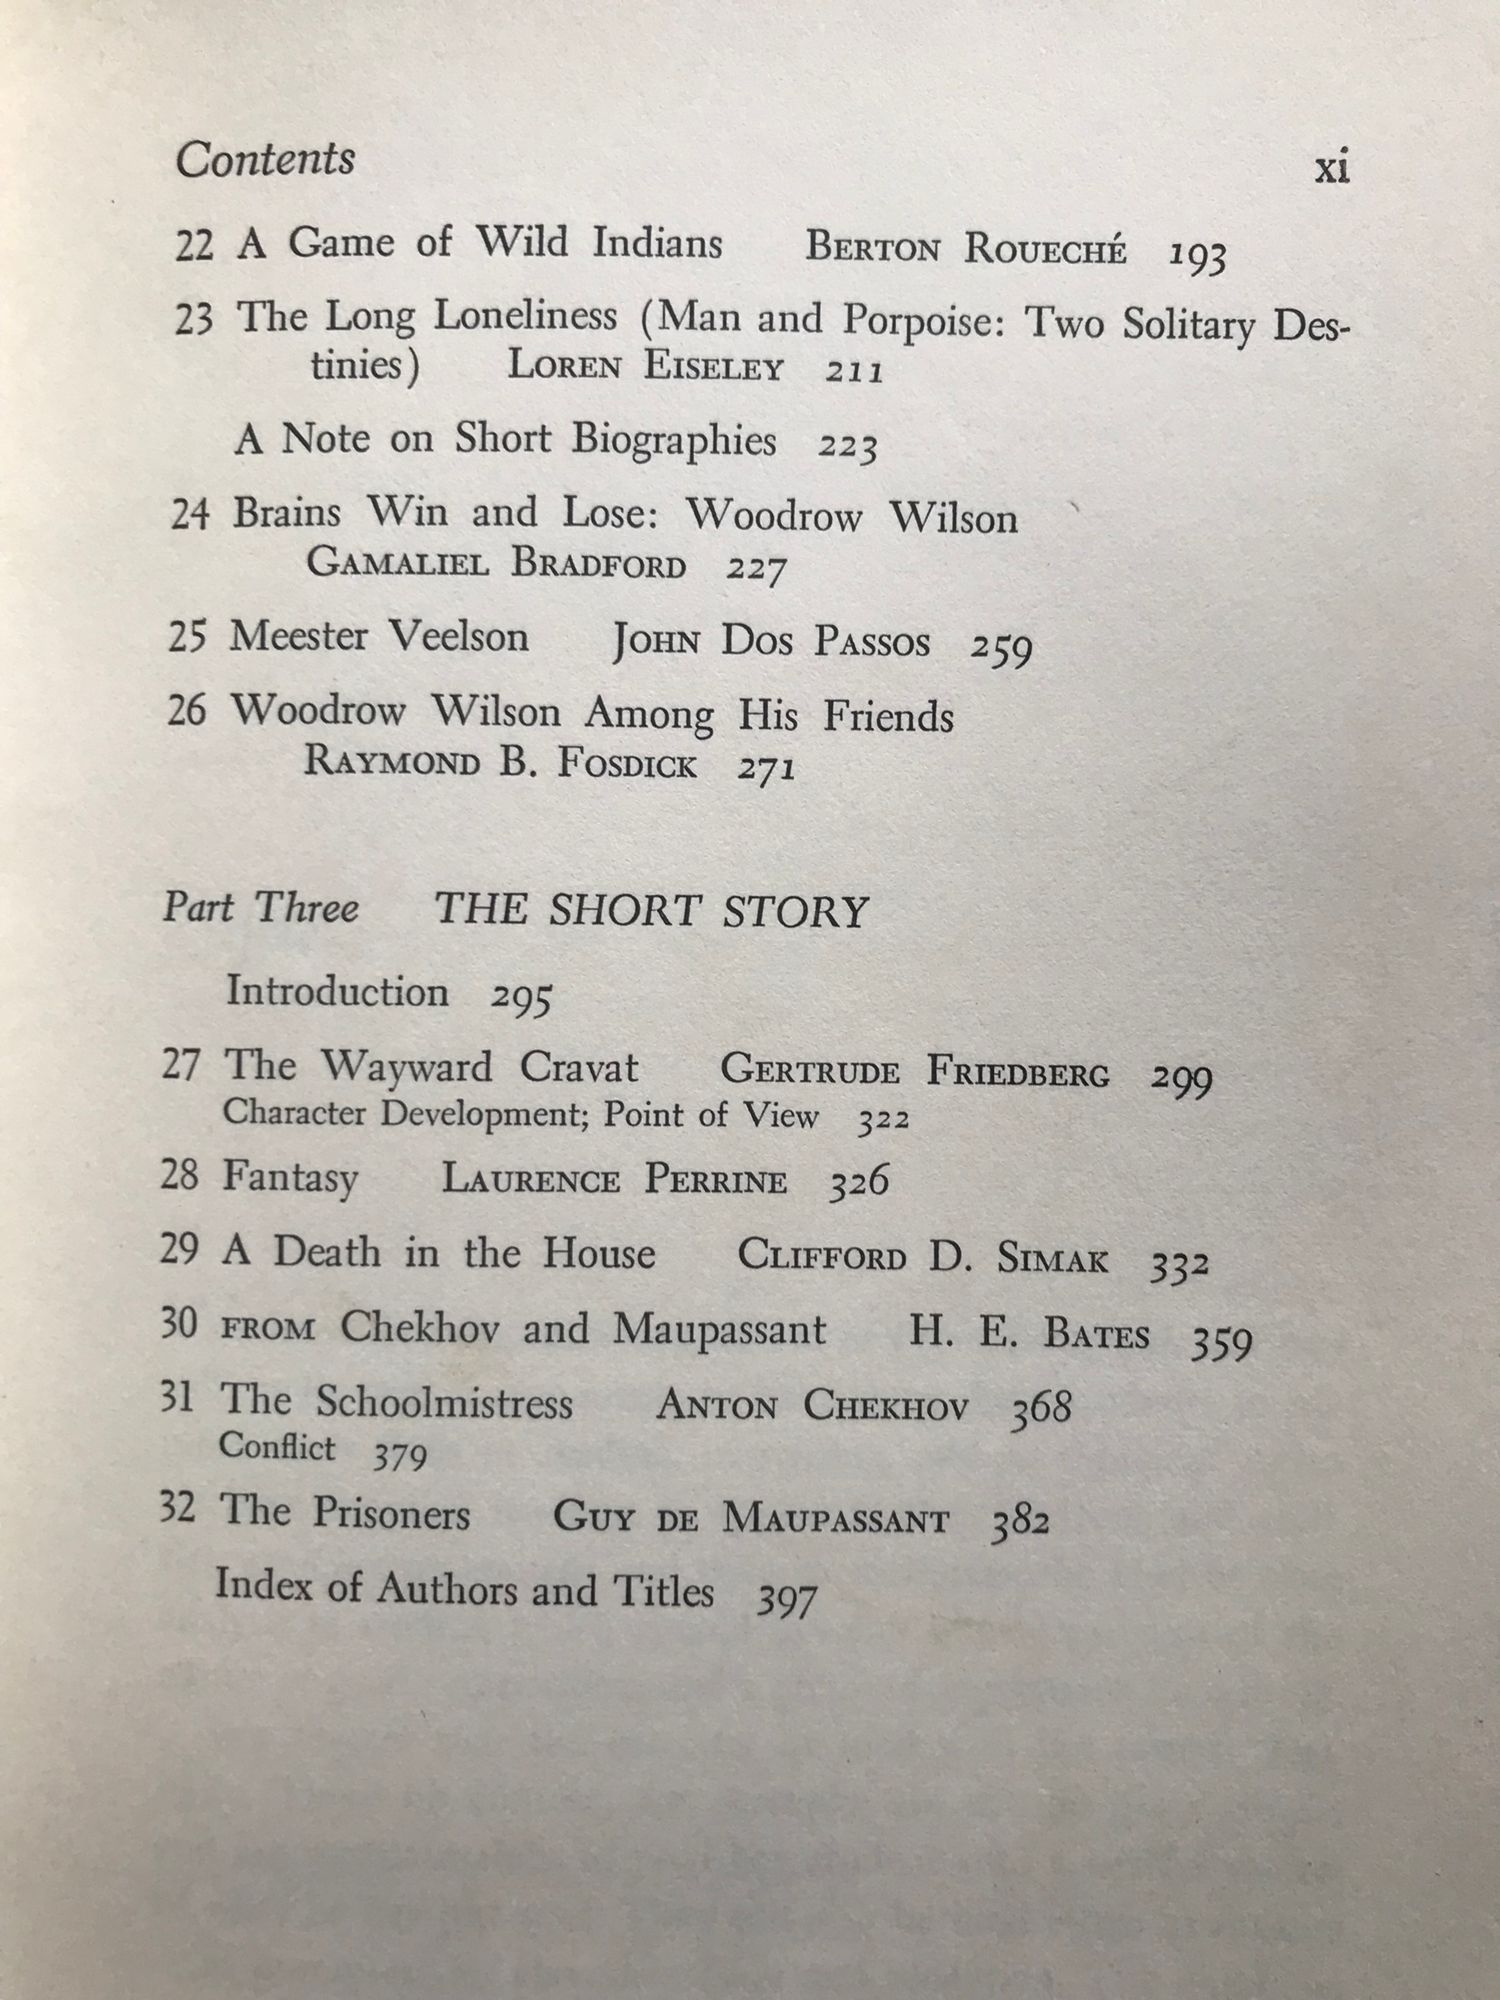 Contents xi
22 A Game of Wild Indians BERTON ROUECHÉ 193
23 The Long Loneliness (Man and Porpoise: Two Solitary Des-
tinies) LOREN EISELEY 211
A Note on Short Biographies 223
24 Brains Win and Lose: Woodrow Wilson
GAMALIEL BRADFORD 227
25 Meester Veelson JOHN DOS PASSOS 259
26 Woodrow Wilson Among His Friends
RAYMOND B. FOSDICK 271
Part Three THE SHORT STORY
Introduction 295
27 The Wayward Cravat GERTRUDE FRIEDBERG 299
Character Development; Point of View 322
28 Fantasy LAURENCE PERRINE 326
29 A Death in the House CLIFFORD D. SIMAK 332
30 FROM Chekhov and Maupassant H. E. BATES 359
31 The Schoolmistress ANTON CHEKHOV 368
Conflict 379
32 The Prisoners GUY DE MAUPASSANT 382
Index of Authors and Titles 397